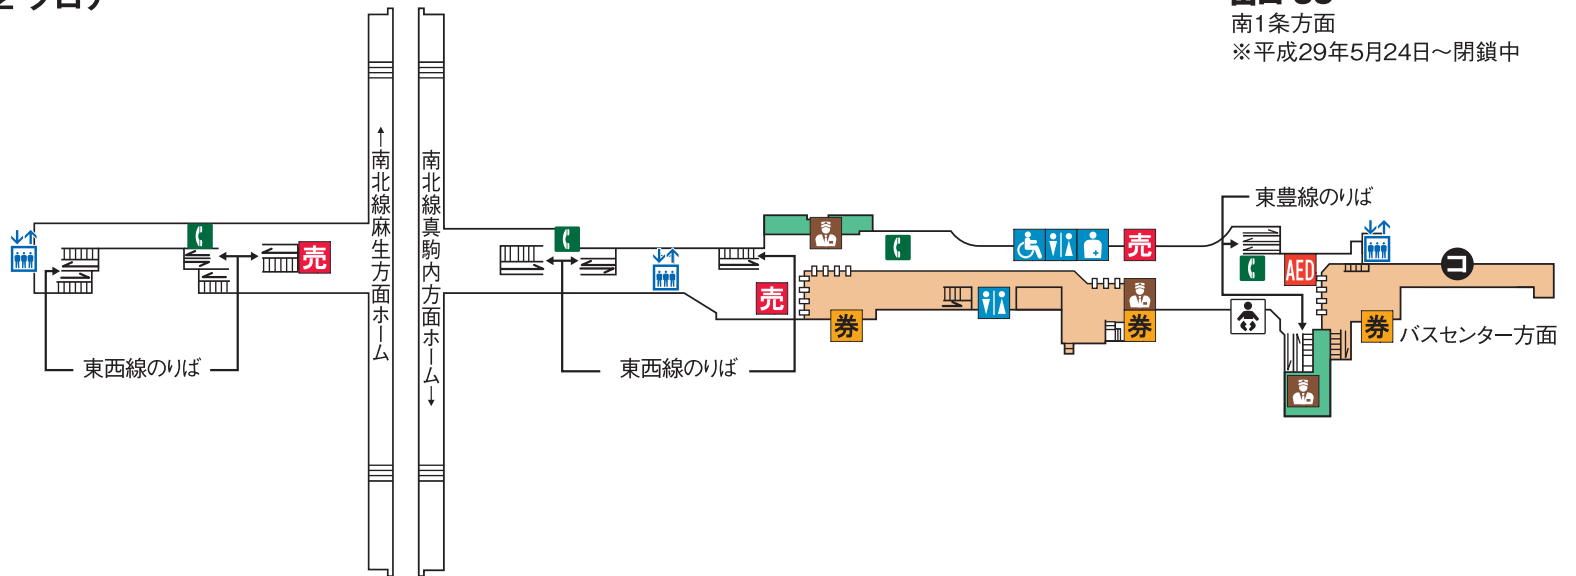 南1条方面
※平成29年5月24日～閉鎖中
←南北線麻生方面ホーム
南北線真駒内方面ホーム→
東豊線のりば
売
売
売
券
券
AED
コ
券
バスセンター方面
東西線のりば
東西線のりば